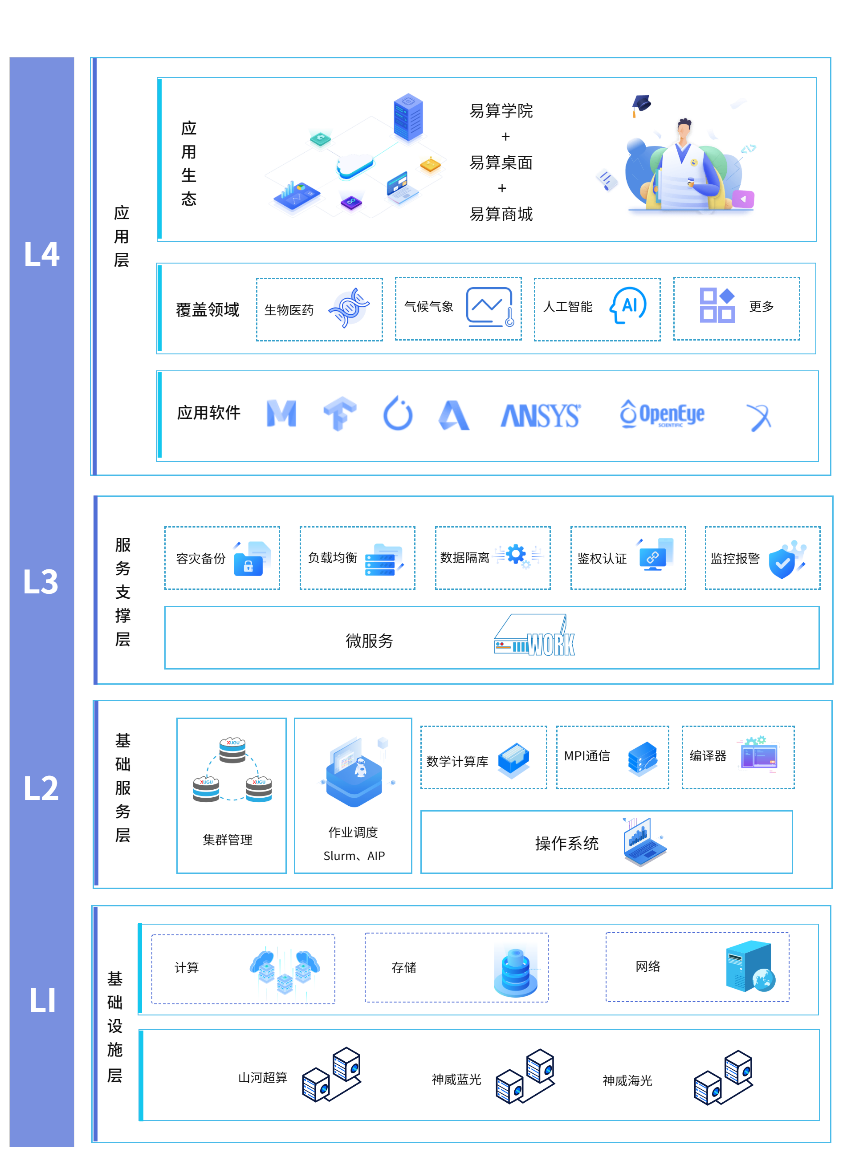 L4
应用层
应用生态
易算学院
+
易算桌面
+
易算商城
覆盖领域
生物医药
气候气象
人工智能
AI
更多
应用软件
ANSYS
OpenEye
SCIENTIFIC
L3
服务支撑层
容灾备份
负载均衡
数据隔离
鉴权认证
监控报警
微服务
WORK
L2
基础服务层
XUGU
XUGU
XUGU
集群管理
作业调度
Slurm、AIP
数学计算库
MPI通信
编译器
操作系统
LI
基础设施层
计算
存储
网络
山河超算
神威蓝光
神威海光